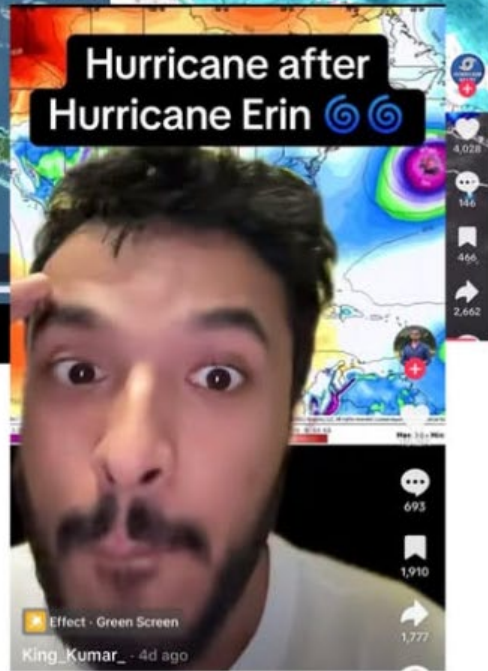 Hurricane after
Hurricane Erin 🌀🌀
4,028
146
466
2,662
693
1,910
1,777
Effect · Green Screen
King_Kumar_ · 4d ago